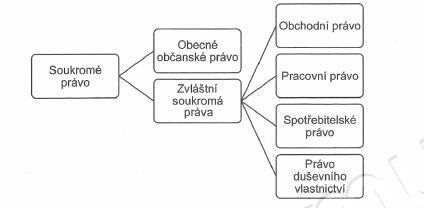 Soukromé
právo
Obecné
občanské právo
Zvláštní
soukromá
práva
Obchodní právo
Pracovní právo
Spotřebitelské
právo
Právo
duševního
vlastnictví